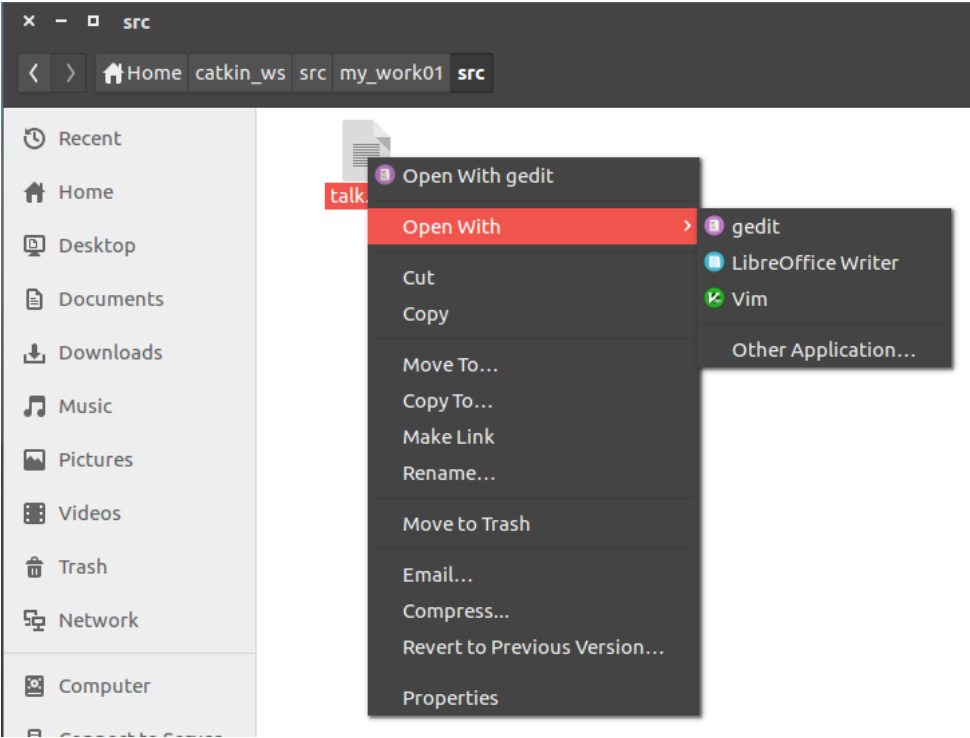 src
Home catkin_ws src my_work01 src
Recent
Home
Desktop
Documents
Downloads
Music
Pictures
Videos
Trash
Network
Computer
talk.
Open With gedit
Open With
Cut
Copy
Move To…
Copy To…
Make Link
Rename…
Move to Trash
Email…
Compress...
Revert to Previous Version…
Properties
gedit
LibreOffice Writer
Vim
Other Application…